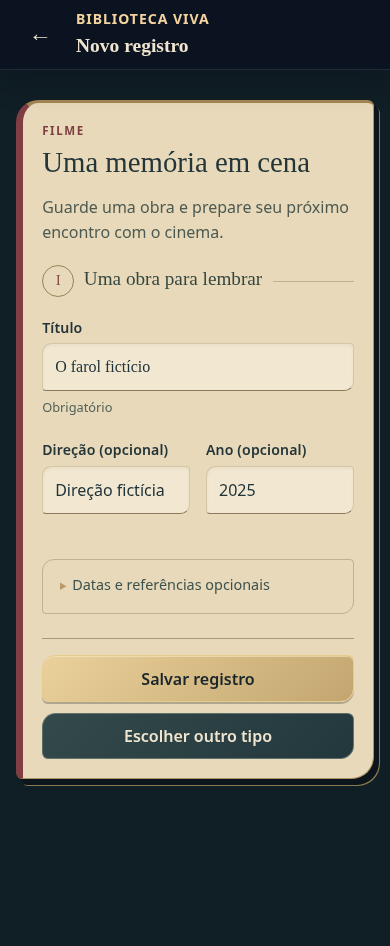 ←
BIBLIOTECA VIVA
Novo registro
FILME
Uma memória em cena
Guarde uma obra e prepare seu próximo
encontro com o cinema.
I Uma obra para lembrar
Título
O farol fictício
Obrigatório
Direção (opcional) Ano (opcional)
Direção fictícia 2025
▸ Datas e referências opcionais
Salvar registro
Escolher outro tipo